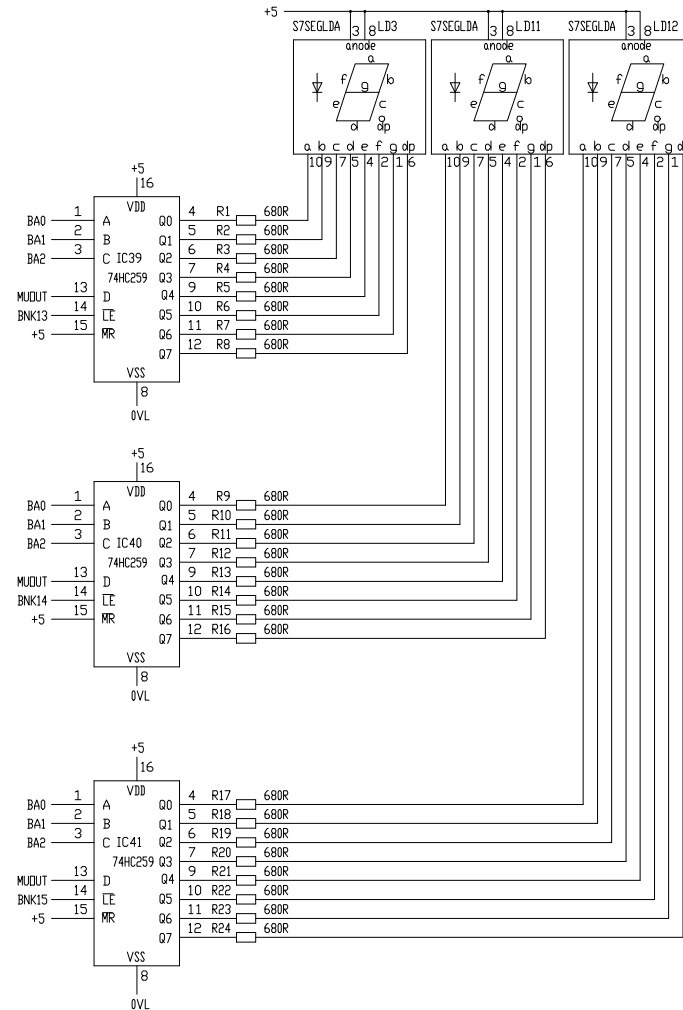 +5
S7SEGLDA 3 8 LD3 S7SEGLDA 3 8 LD11 S7SEGLDA 3 8 LD12
anode anode anode
a a a
f b f b f b
g g g
e c e c e c
d dp d dp d dp
a b c d e f g dp a b c d e f g dp a b c d e f g d
10 9 7 5 4 2 1 6 10 9 7 5 4 2 1 6 10 9 7 5 4 2 1
+5
16
VDD
BA0 1 A Q0 4 R1 680R
BA1 2 B Q1 5 R2 680R
BA2 3 C IC39 Q2 6 R3 680R
74HC259 Q3 7 R4 680R
MUOUT 13 D Q4 9 R5 680R
BNK13 14 LE Q5 10 R6 680R
+5 15 MR Q6 11 R7 680R
Q7 12 R8 680R
VSS
8
0VL
+5
16
VDD
BA0 1 A Q0 4 R9 680R
BA1 2 B Q1 5 R10 680R
BA2 3 C IC40 Q2 6 R11 680R
74HC259 Q3 7 R12 680R
MUOUT 13 D Q4 9 R13 680R
BNK14 14 LE Q5 10 R14 680R
+5 15 MR Q6 11 R15 680R
Q7 12 R16 680R
VSS
8
0VL
+5
16
VDD
BA0 1 A Q0 4 R17 680R
BA1 2 B Q1 5 R18 680R
BA2 3 C IC41 Q2 6 R19 680R
74HC259 Q3 7 R20 680R
MUOUT 13 D Q4 9 R21 680R
BNK15 14 LE Q5 10 R22 680R
+5 15 MR Q6 11 R23 680R
Q7 12 R24 680R
VSS
8
0VL